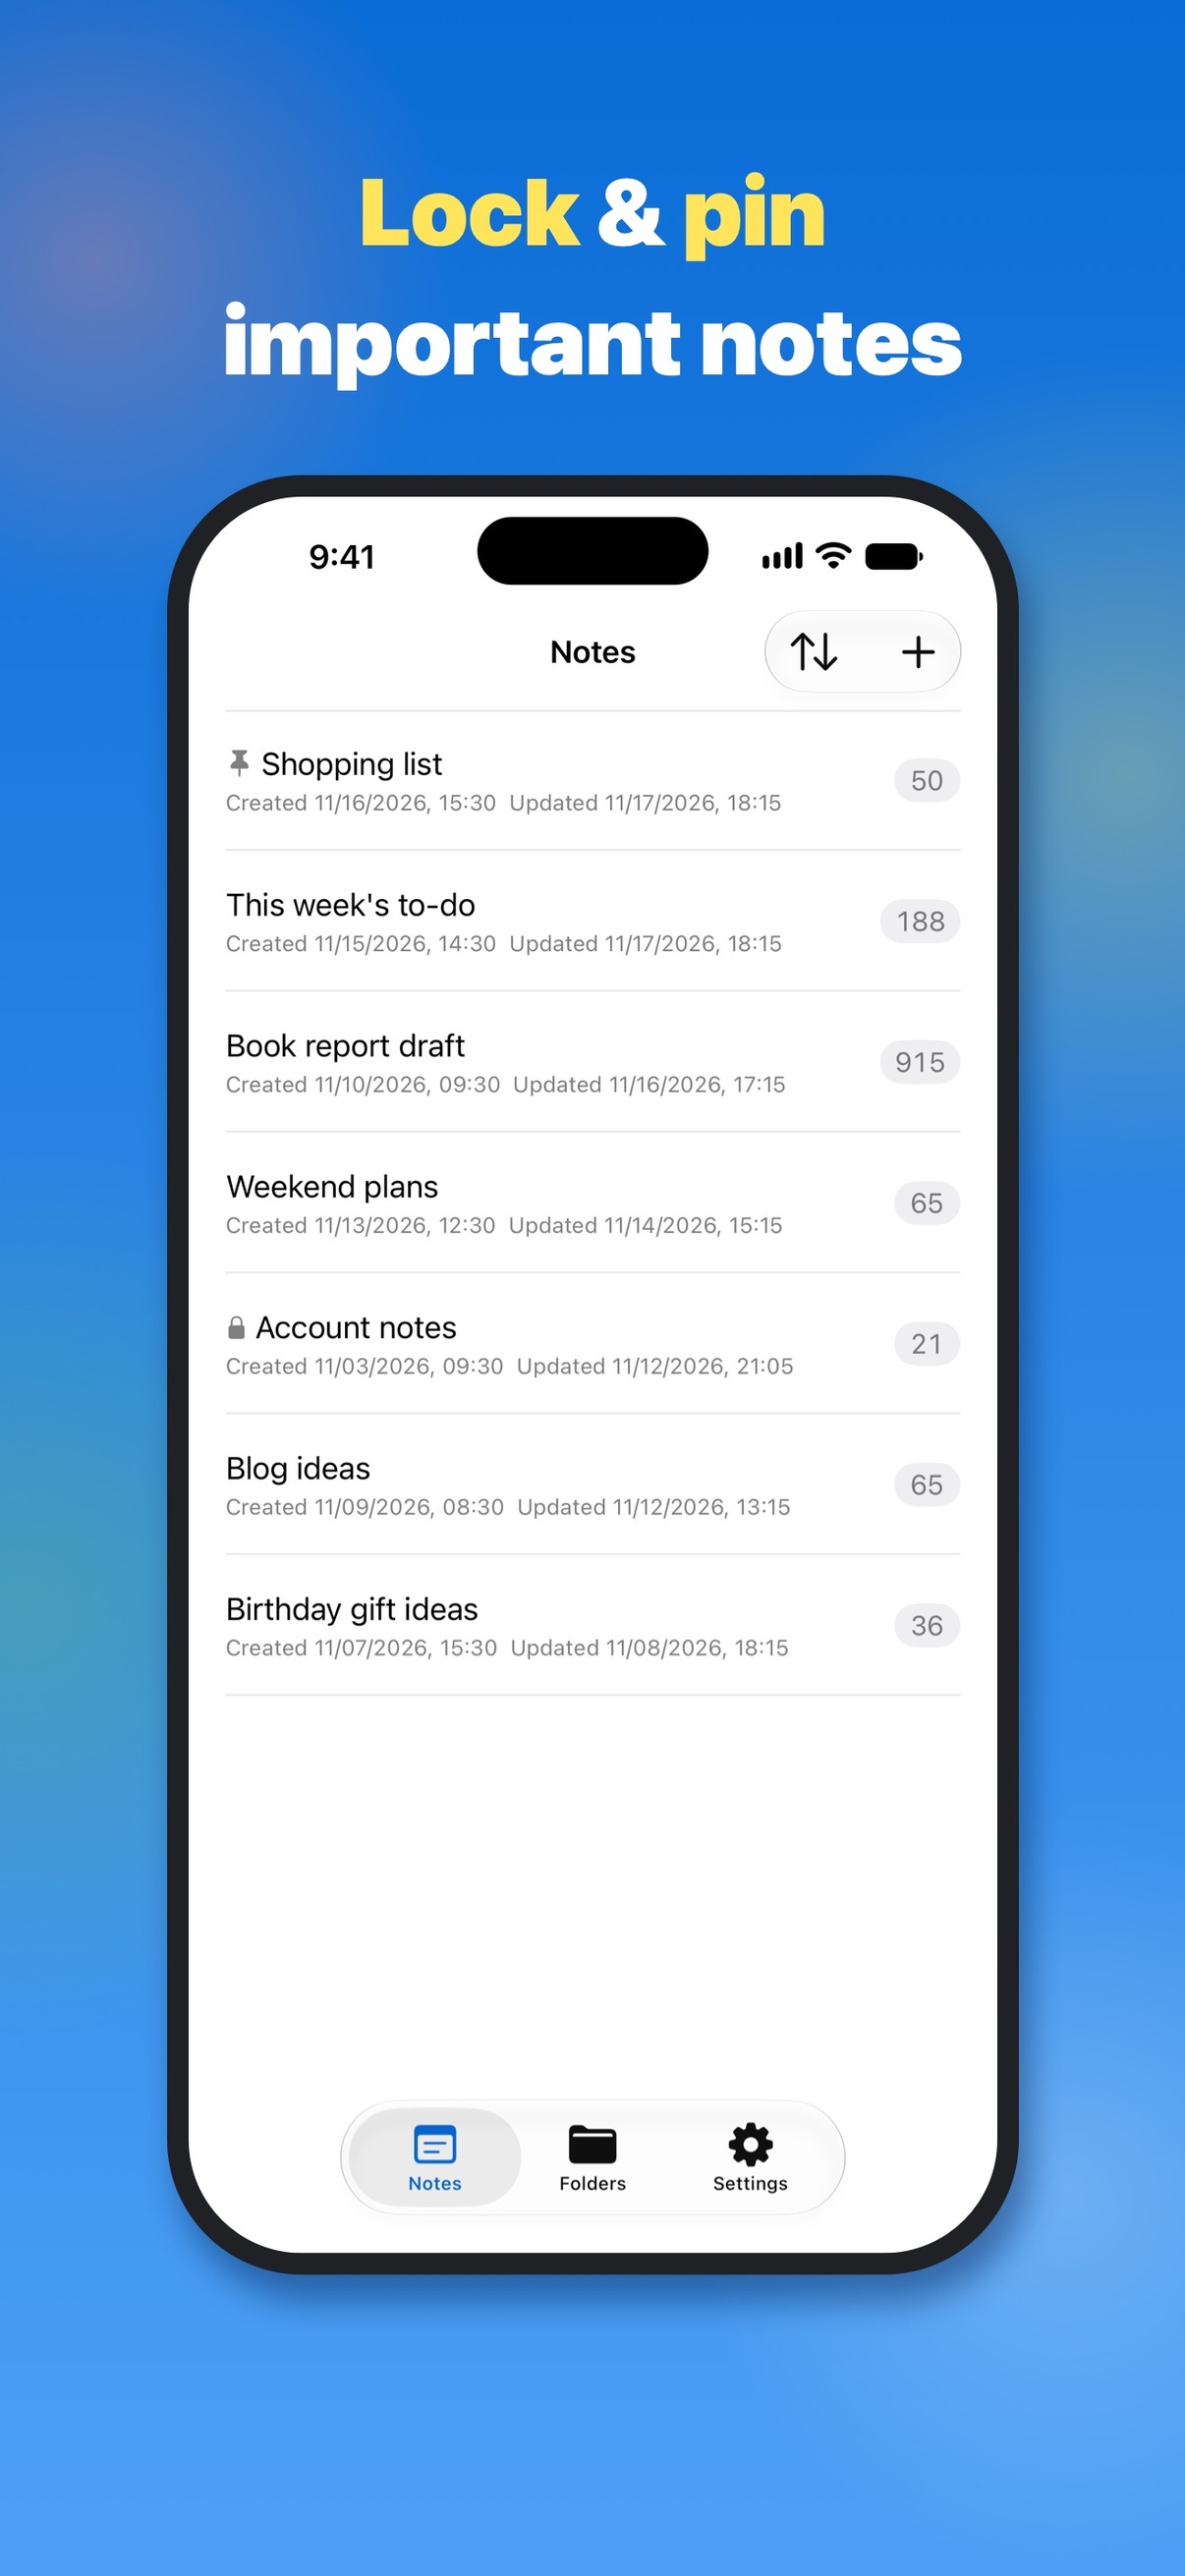 Lock & pin
important notes
9:41
Notes
Shopping list
Created 11/16/2026, 15:30 Updated 11/17/2026, 18:15
50
This week's to-do
Created 11/15/2026, 14:30 Updated 11/17/2026, 18:15
188
Book report draft
Created 11/10/2026, 09:30 Updated 11/16/2026, 17:15
915
Weekend plans
Created 11/13/2026, 12:30 Updated 11/14/2026, 15:15
65
Account notes
Created 11/03/2026, 09:30 Updated 11/12/2026, 21:05
21
Blog ideas
Created 11/09/2026, 08:30 Updated 11/12/2026, 13:15
65
Birthday gift ideas
Created 11/07/2026, 15:30 Updated 11/08/2026, 18:15
36
Notes Folders Settings